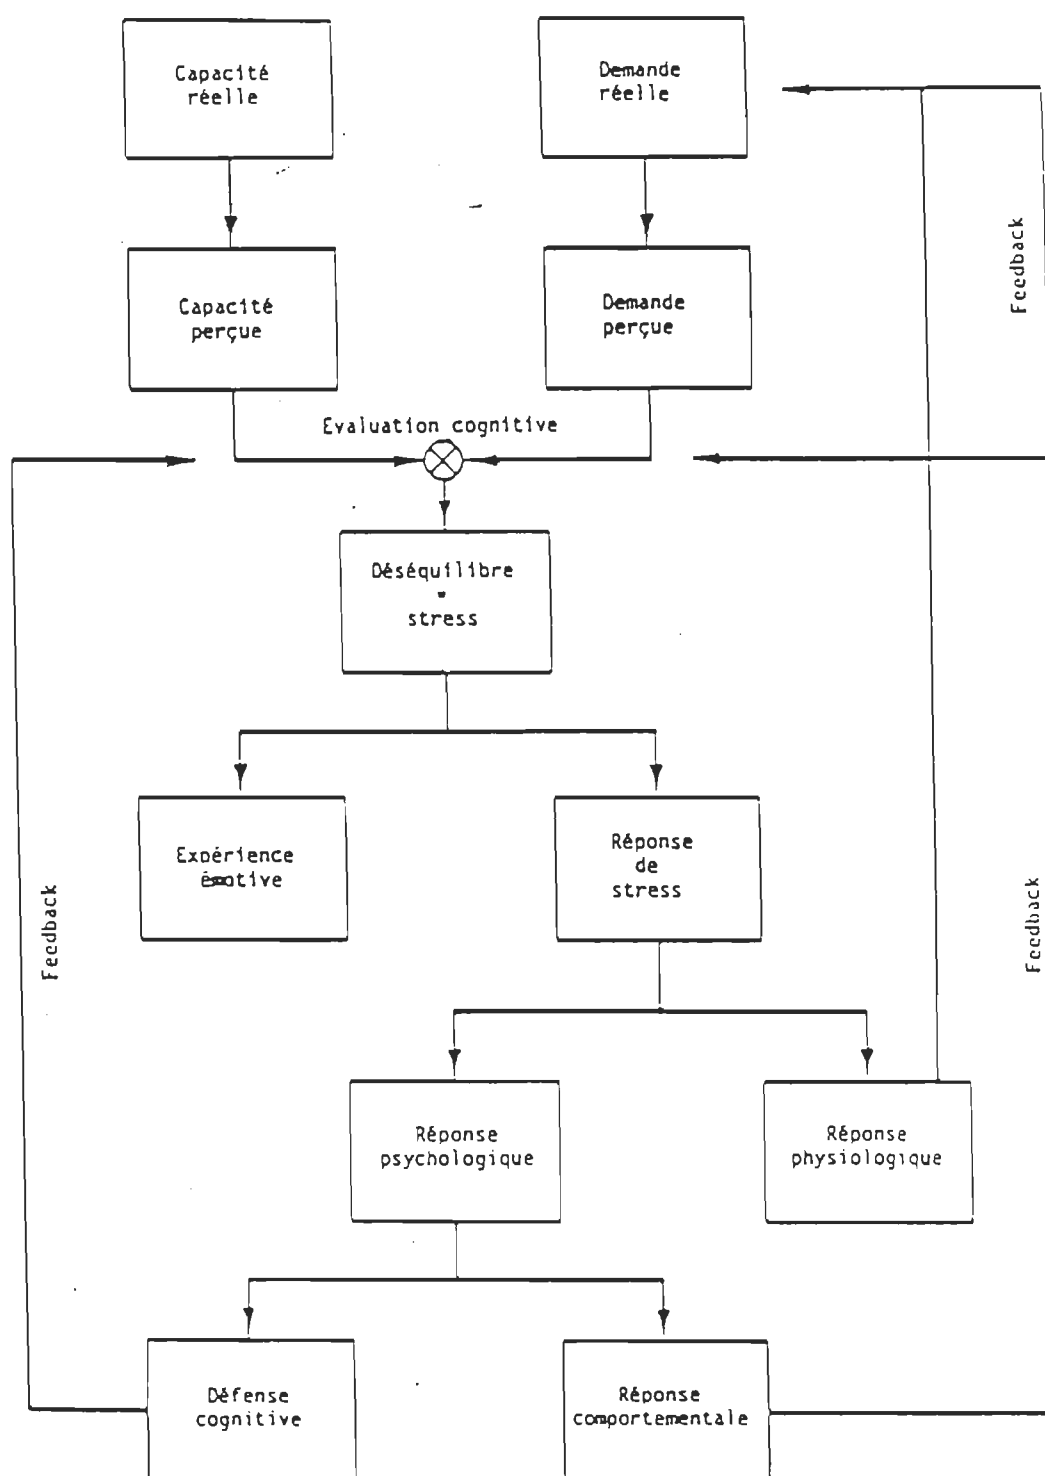 Capacité
réelle
Demande
réelle
Feedback
Capacité
perçue
Demande
perçue
Evaluation cognitive
Déséquilibre
=
stress
Expérience
émotive
Réponse
de
stress
Feedback
Feedback
Réponse
psychologique
Réponse
physiologique
Défense
cognitive
Réponse
comportementale